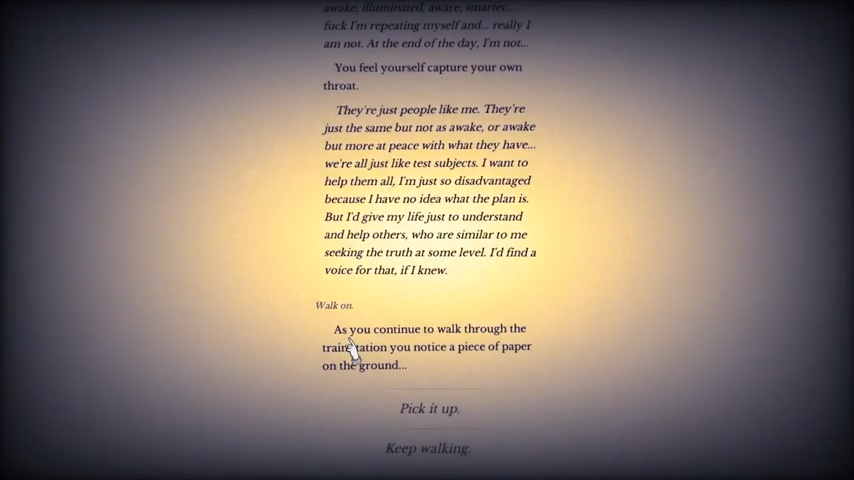 awake, illuminated, aware, smarter...
fuck I'm repeating myself and... really I
am not. At the end of the day, I'm not...
You feel yourself capture your own
throat.
They're just people like me. They're
just the same but not as awake, or awake
but more at peace with what they have...
we're all just like test subjects. I want to
help them all, I'm just so disadvantaged
because I have no idea what the plan is.
But I'd give my life just to understand
and help others, who are similar to me
seeking the truth at some level. I'd find a
voice for that, if I knew.
Walk on.
As you continue to walk through the
train station you notice a piece of paper
on the ground...
Pick it up.
Keep walking.